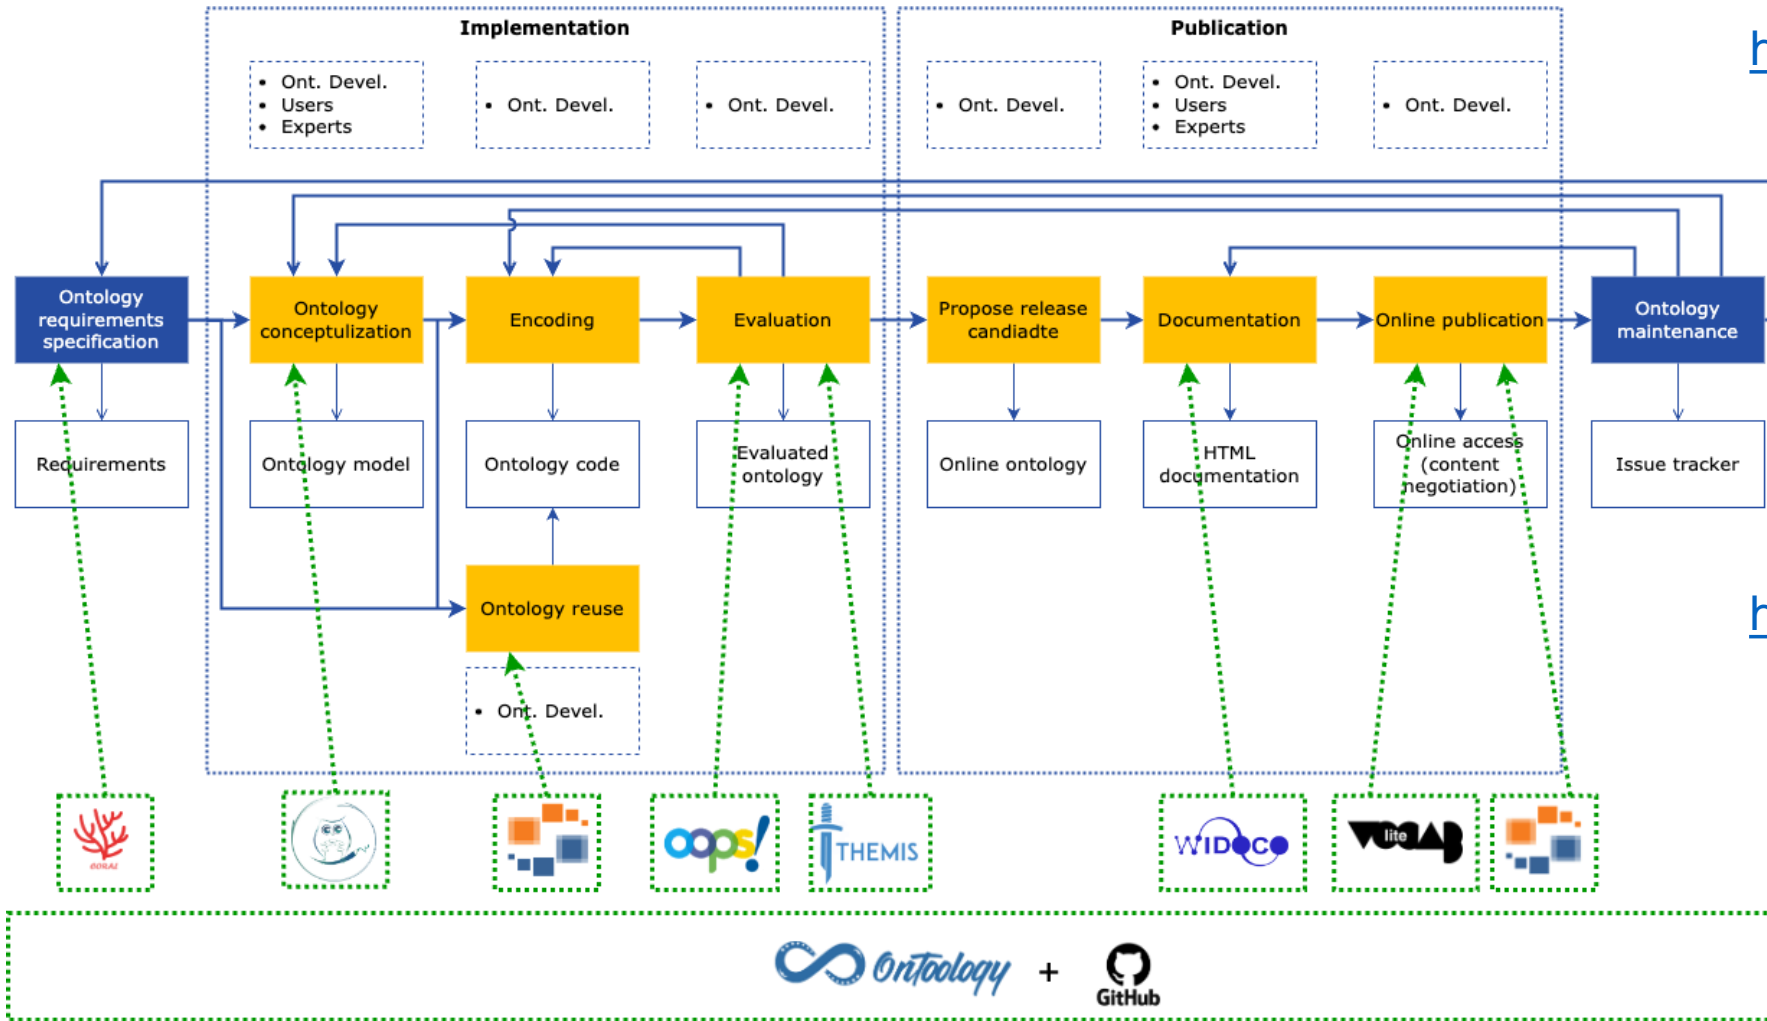 Implementation
Publication
h
• Ont. Devel.
• Users
• Experts
• Ont. Devel.
• Ont. Devel.
• Ont. Devel.
• Ont. Devel.
• Users
• Experts
• Ont. Devel.
Ontology
requirements
specification
Ontology
conceptulization
Encoding
Evaluation
Propose release
candiadte
Documentation
Online publication
Ontology
maintenance
Requirements
Ontology model
Ontology code
Evaluated
ontology
Online ontology
HTML
documentation
Online access
(content
negotiation)
Issue tracker
Ontology reuse
h
• Ont. Devel.
CORAL
oops!
THEMIS
WIDOCO
VOCAB
lite
OnToology
+
GitHub